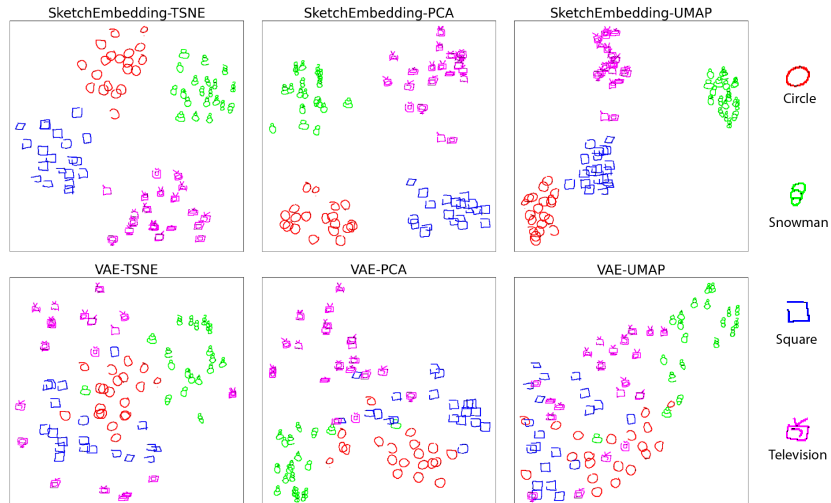 SketchEmbedding-TSNE
SketchEmbedding-PCA
SketchEmbedding-UMAP
Circle
Snowman
VAE-TSNE
VAE-PCA
VAE-UMAP
Square
Television